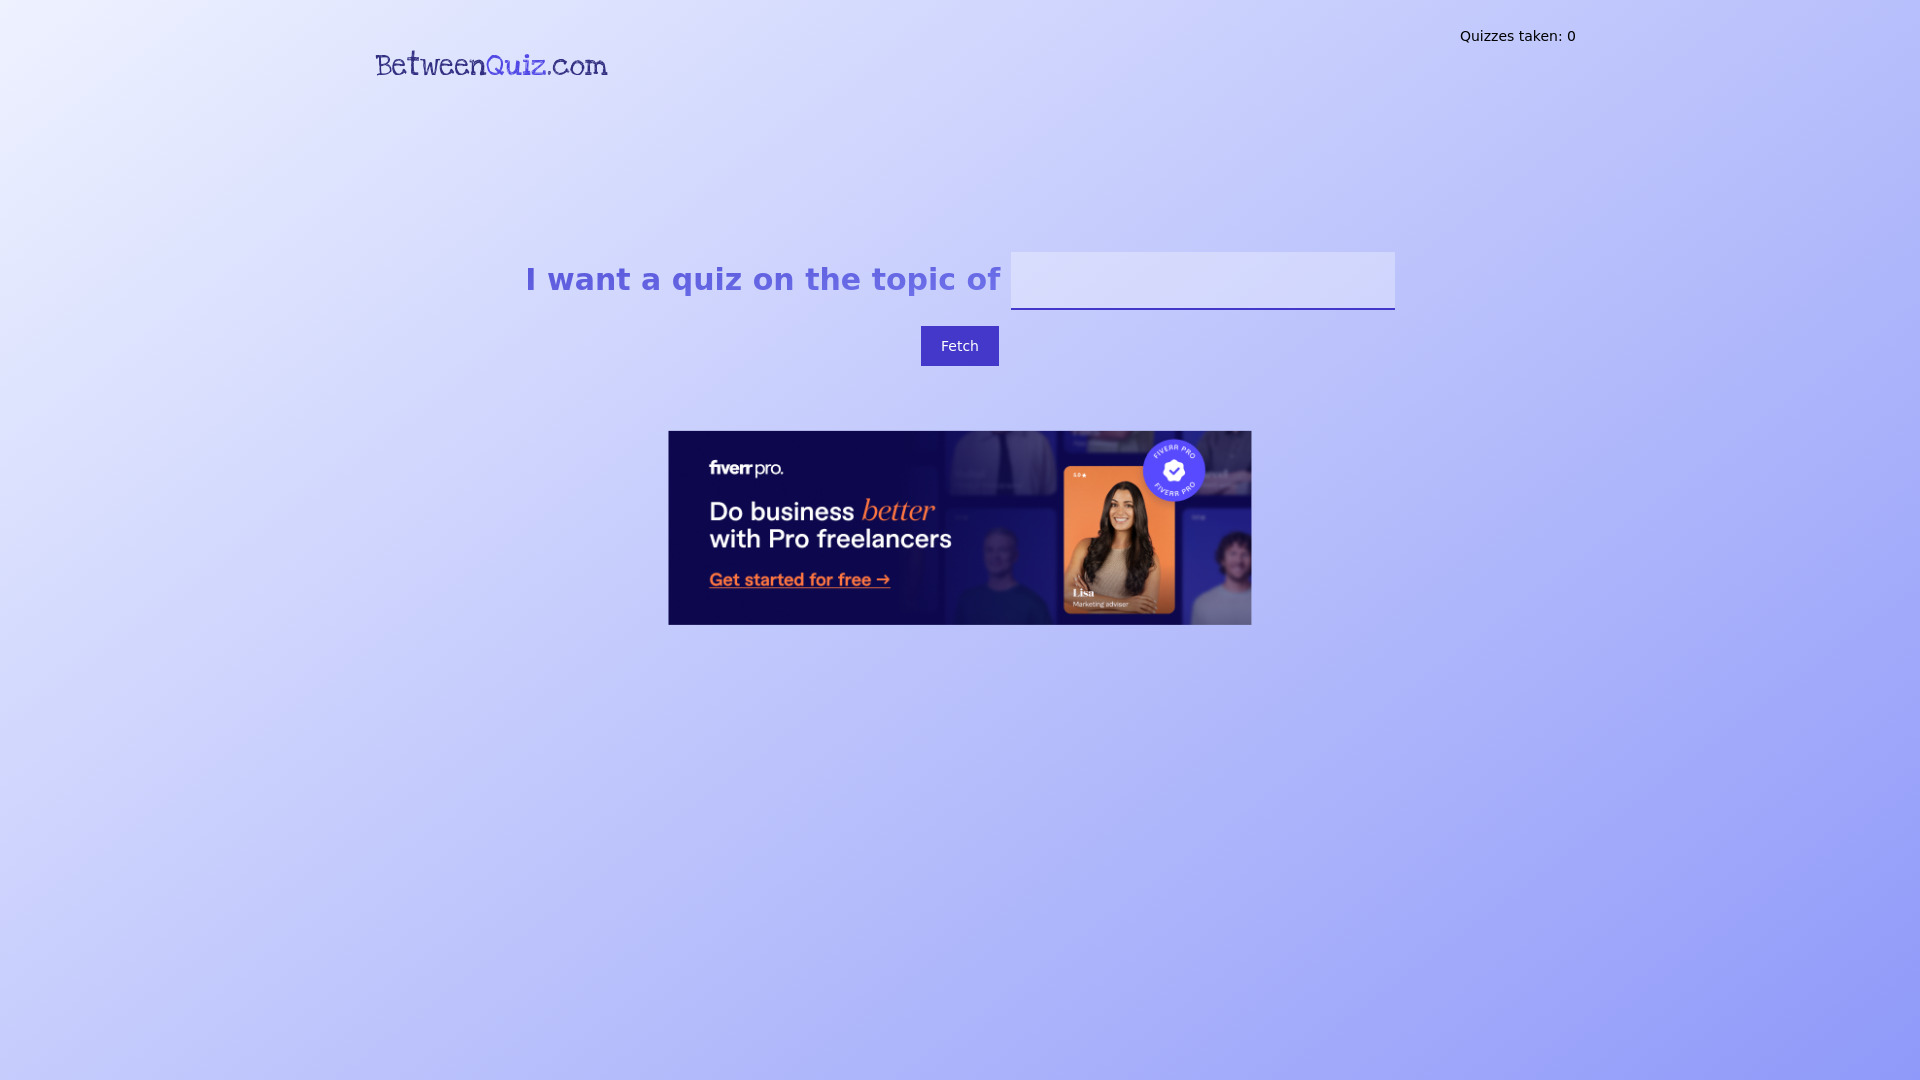 Quizzes taken: 0
BetweenQuiz.com
I want a quiz on the topic of
Fetch
fiverr pro.
FIVERR PRO
FIVERR PRO
Do business better
with Pro freelancers
Get started for free →
Lisa
Marketing advisor